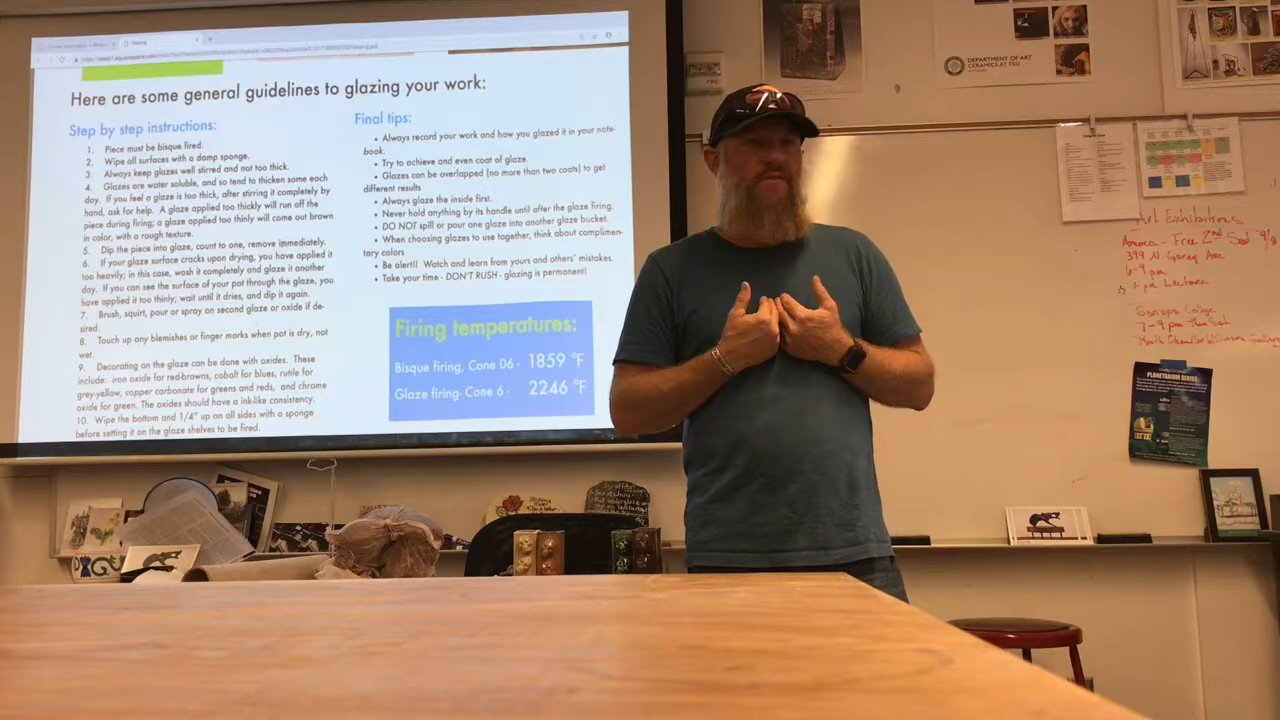 Here are some general guidelines to glazing your work:
Step by step instructions:
1. Piece must be bisque fired.
2. Wipe all surfaces with a damp sponge.
3. Always keep glazes well stirred and not too thick.
4. Glazes are water soluble, and so tend to thicken some each
day. If you feel a glaze is too thick, after stirring it completely by
hand, ask for help. A glaze applied too thickly will run off the
piece during firing; a glaze applied too thinly will come out brown
in color, with a rough texture.
5. Dip the piece into glaze, count to one, remove immediately.
6. If your glaze surface cracks upon drying, you have applied it
too heavily; in this case, wash it completely and glaze it another
day. If you can see the surface of your pot through the glaze, you
have applied it too thinly; wait until it dries, and dip it again.
7. Brush, squirt, pour or spray on second glaze or oxide if de-
sired.
8. Touch up any blemishes or finger marks when pot is dry, not
wet.
9. Decorating on the glaze can be done with oxides. These
include: iron oxide for red-browns, cobalt for blues, rutile for
grey-yellow, copper carbonate for greens and reds, and chrome
oxide for green. The oxides should have a ink-like consistency.
10. Wipe the bottom and 1/4" up on all sides with a sponge
before setting it on the glaze shelves to be fired.
Final tips:
• Always record your work and how you glazed it in your note-
book.
• Try to achieve and even coat of glaze.
• Glazes can be overlapped (no more than two coats) to get
different results
• Always glaze the inside first.
• Never hold anything by its handle until after the glaze firing.
• DO NOT spill or pour one glaze into another glaze bucket.
• When choosing glazes to use together, think about complimen-
tary colors
• Be alert!! Watch and learn from yours and others' mistakes.
• Take your time - DON'T RUSH - glazing is permanent!
Firing temperatures:
Bisque firing, Cone 06 - 1859 °F
Glaze firing- Cone 6 - 2246 °F
DEPARTMENT OF ART
CERAMICS AT FSU
Art Exhibitions
2nd Sat 9/8
399 N. Garey Ave
6-9 pm
Lecture
7-9 pm This Sat
PLANETARIUM SERIES